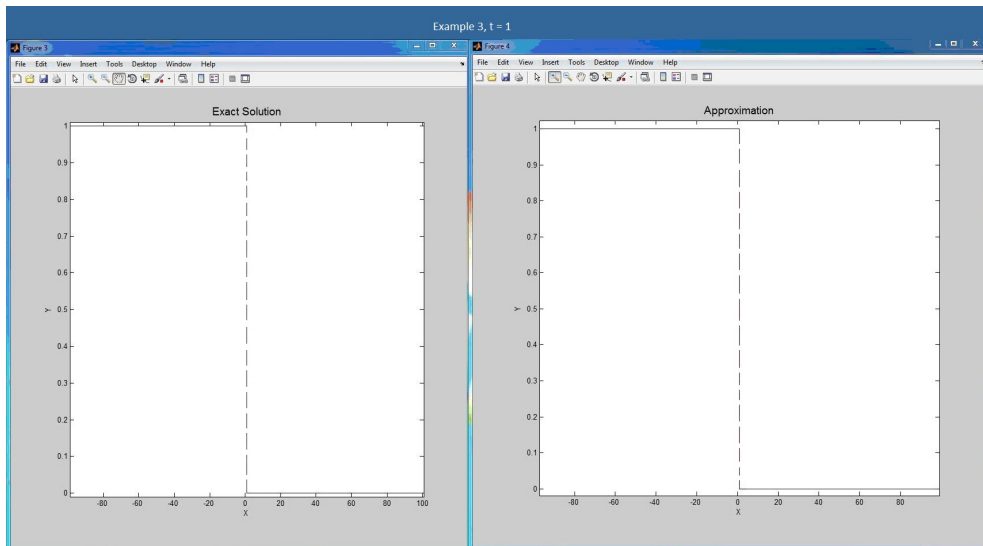 Example 3, t = 1
Figure 3
File Edit View Insert Tools Desktop Window Help
Exact Solution
1
0.9
0.8
0.7
0.6
Y 0.5
0.4
0.3
0.2
0.1
0
-80 -60 -40 -20 0 20 40 60 80 100
X
Figure 4
File Edit View Insert Tools Desktop Window Help
Approximation
1
0.9
0.8
0.7
0.6
Y 0.5
0.4
0.3
0.2
0.1
0
-80 -60 -40 -20 0 20 40 60 80
X